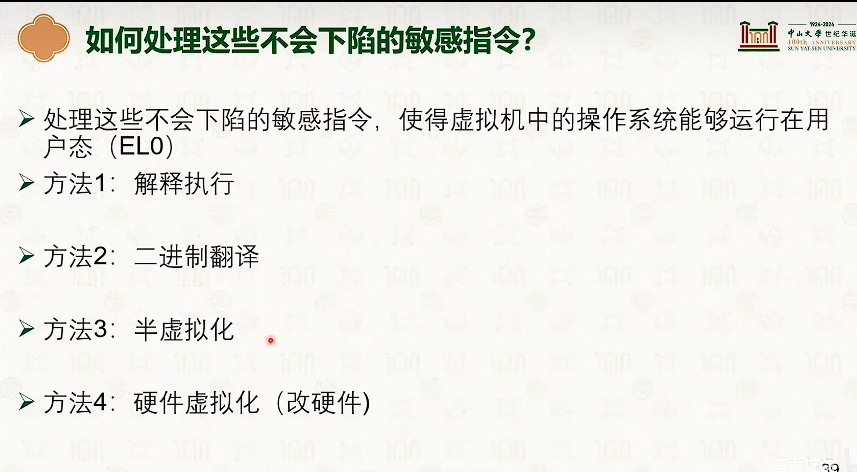 如何处理这些不会下陷的敏感指令?
1924-2024
中山大学 世纪华诞
100th ANNIVERSARY
SUN YAT-SEN UNIVERSITY
处理这些不会下陷的敏感指令，使得虚拟机中的操作系统能够运行在用
户态（EL0）
方法1：解释执行
方法2：二进制翻译
方法3：半虚拟化
方法4：硬件虚拟化（改硬件)
39